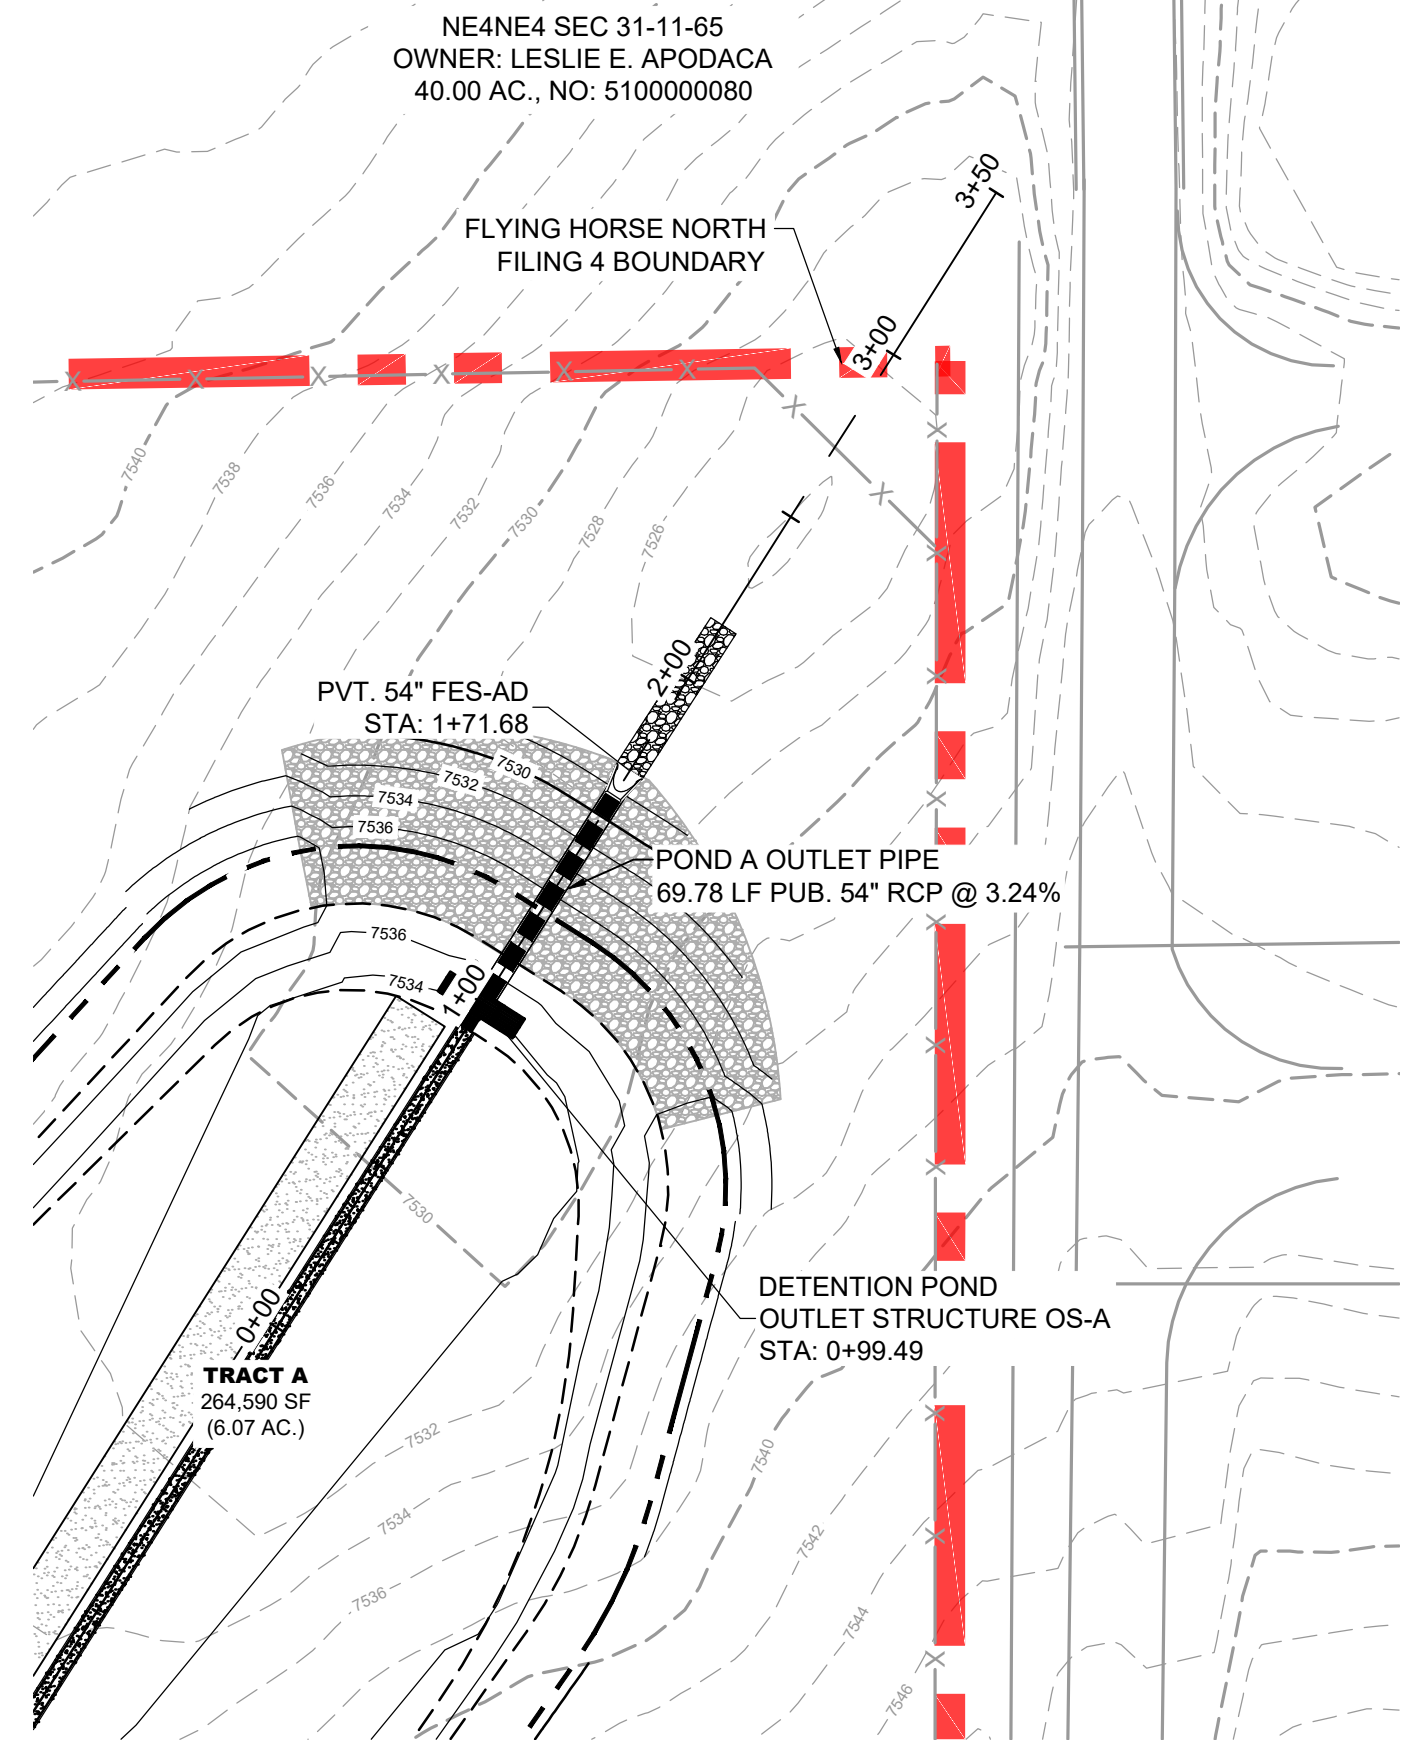 NE4NE4 SEC 31-11-65
OWNER: LESLIE E. APODACA
40.00 AC., NO: 5100000080
3+50
FLYING HORSE NORTH
FILING 4 BOUNDARY
3+00
X X X X X X
X
X
X
X
7540
7538
7536
7534
7532
7530
7528
7526
2+00
X
PVT. 54" FES-AD
STA: 1+71.68
7530
7532
7534
7536
X
POND A OUTLET PIPE
69.78 LF PUB. 54" RCP @ 3.24%
X
7536
7534
1+00
X
X
7530
0+00
DETENTION POND
OUTLET STRUCTURE OS-A
STA: 0+99.49
TRACT A
264,590 SF
(6.07 AC.)
X
7532
7540
7534
7542
X
7536
7544
X
7546